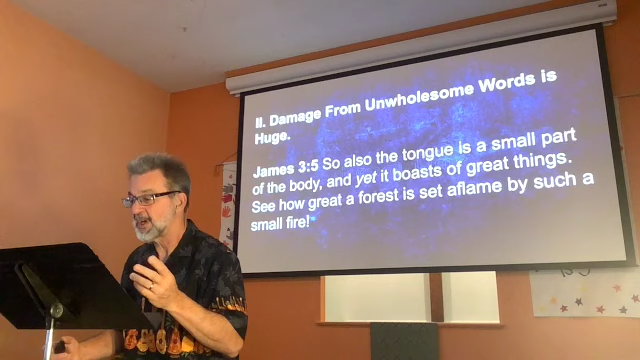 II. Damage From Unwholesome Words is
Huge.
James 3:5 So also the tongue is a small part
of the body, and yet it boasts of great things.
See how great a forest is set aflame by such a
small fire!